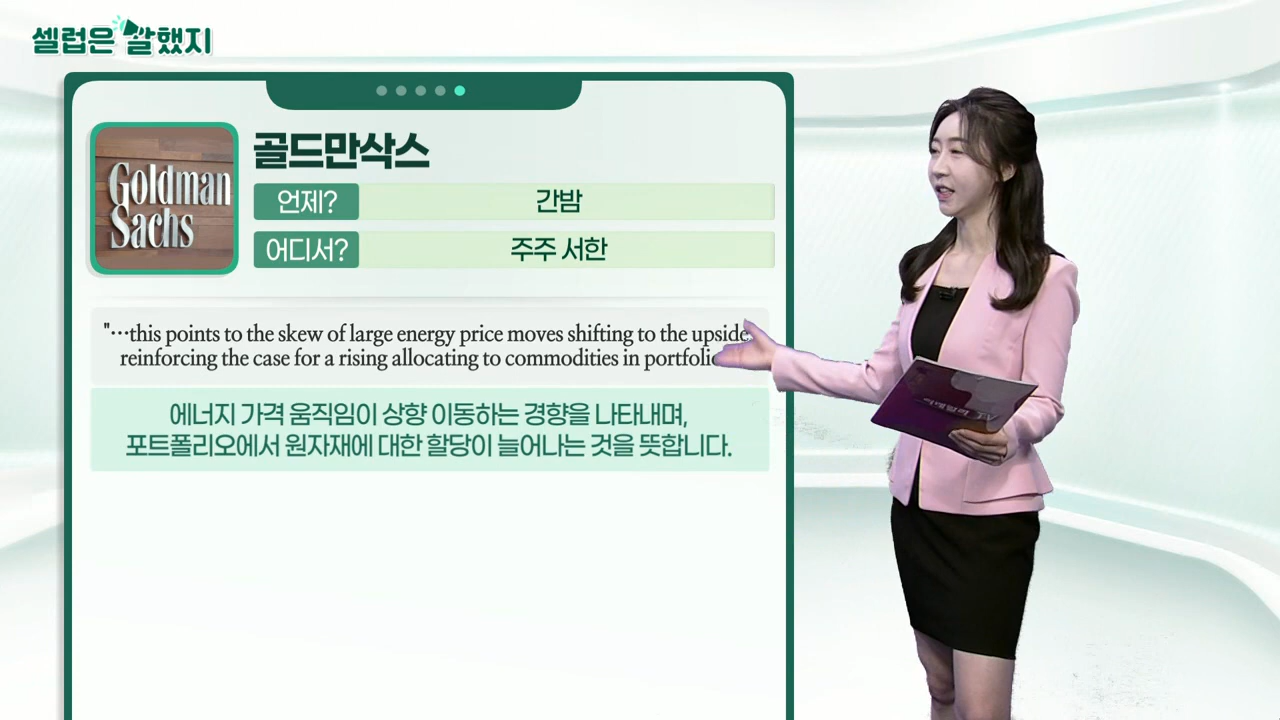 셀럽은 말했지
Goldman
Sachs
골드만삭스
언제?
간밤
어디서?
주주 서한
"…this points to the skew of large energy price moves shifting to the upside,
reinforcing the case for a rising allocating to commodities in
에너지 가격 움직임이 상향 이동하는 경향을 나타내며,
포트폴리오에서 원자재에 대한 할당이 늘어나는 것을 뜻합니다.